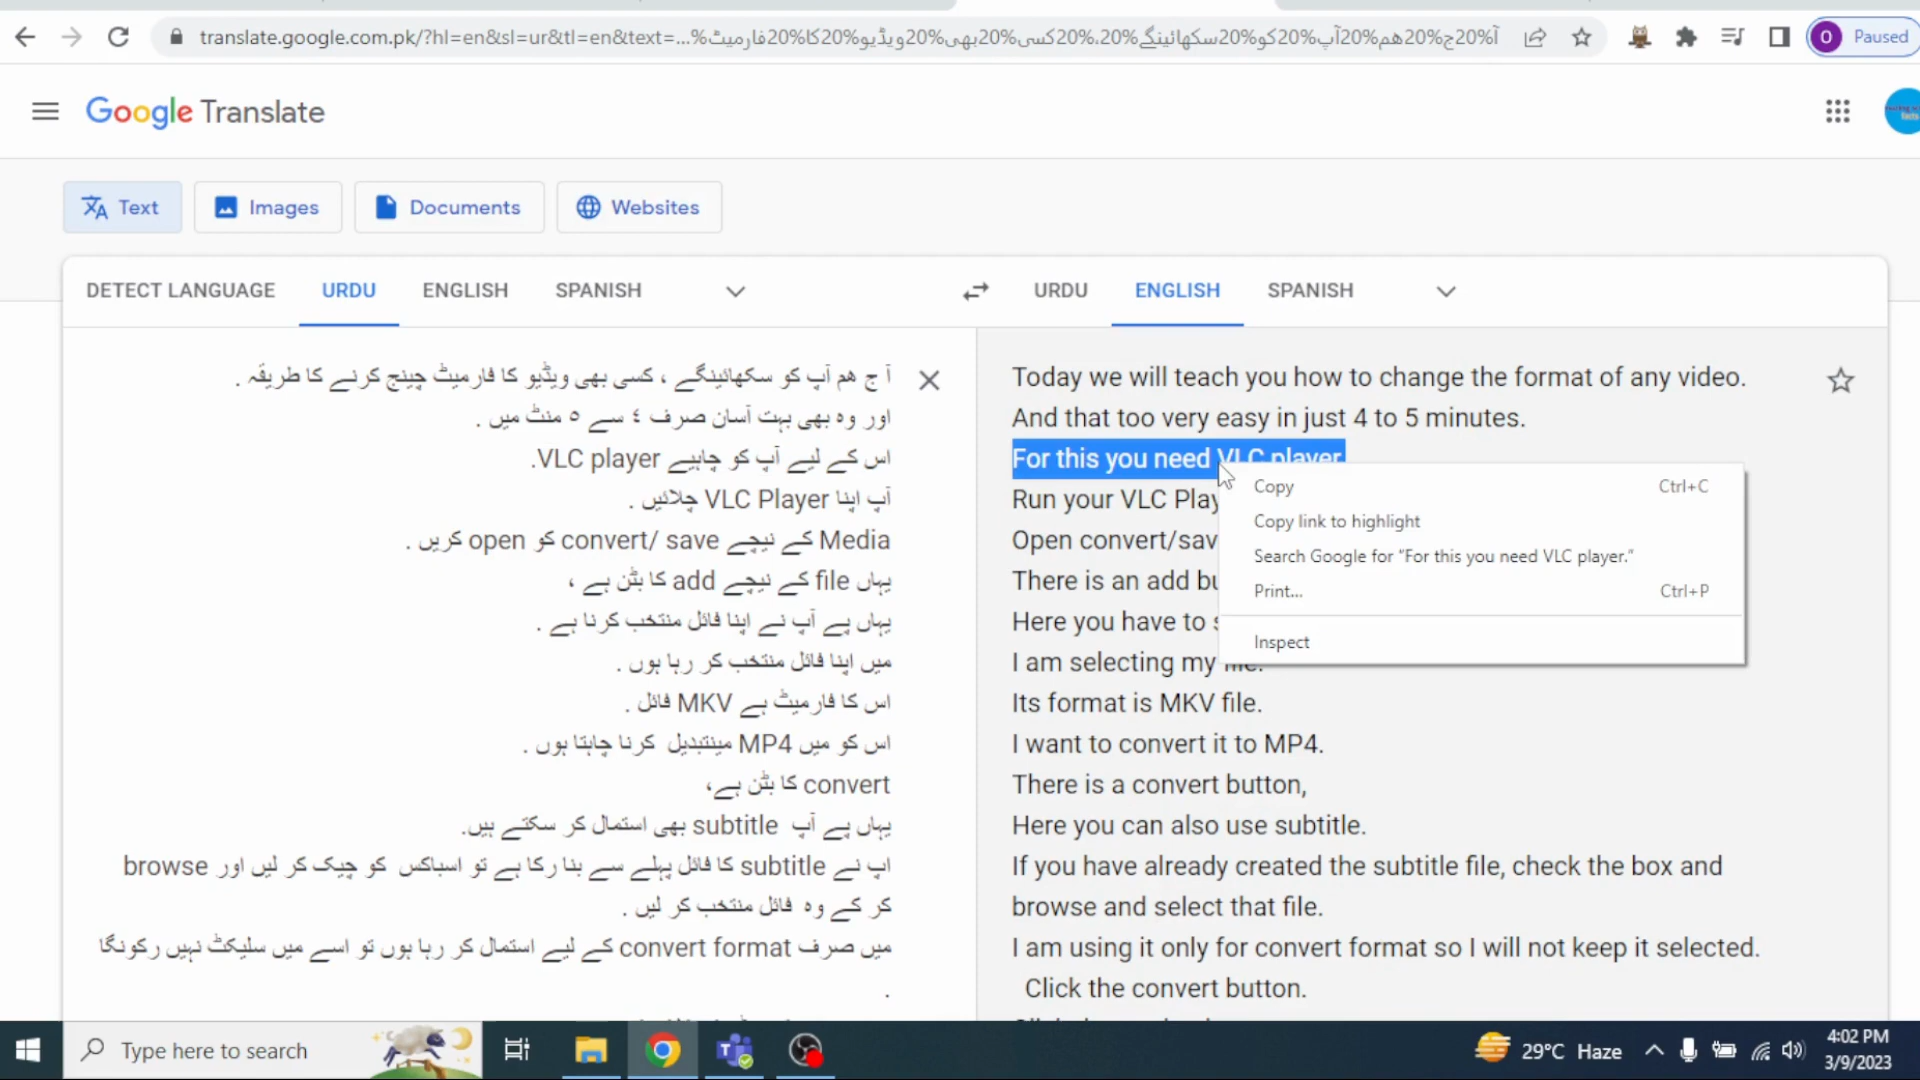 translate.google.com.pk/?hl=en&sl=ur&tl=en&text=...
Paused
Google Translate
Text
Images
Documents
Websites
DETECT LANGUAGE
URDU
ENGLISH
SPANISH
URDU
ENGLISH
SPANISH
آ ج ھم آپ کو سکھائینگے ، کسی بھی ویڈیو کا فارمیٹ چینج کرنے کا طریقہ .
اور وہ بھی بہت آسان صرف ٤ سے ٥ منٹ میں .
اس کے لیے آپ کو چاہیے VLC player.
آپ اپنا VLC Player چلائیں .
Media کے نیچے convert/ save کو open کریں .
یہاں file کے نیچے add کا بٹن ہے ،
یہاں پے آپ نے اپنا فائل منتخب کرنا ہے .
میں اپنا فائل منتخب کر رہا ہوں .
اس کا فارمیٹ ہے MKV فائل .
اس کو میں MP4 مینتبدیل کرنا چاہتا ہوں .
convert کا بٹن ہے،
یہاں پے آپ subtitle بھی استمال کر سکتے ہیں.
اپ نے subtitle کا فائل پہلے سے بنا رکا ہے تو اسباکس کو چیک کر لیں اور browse
کر کے وہ فائل منتخب کر لیں .
میں صرف convert format کے لیے استمال کر رہا ہوں تو اسے میں سلیکٹ نہیں رکونگا
.
Today we will teach you how to change the format of any video.
And that too very easy in just 4 to 5 minutes.
For this you need VLC player.
Run your VLC Play
Open convert/sav
There is an add bu
Here you have to s
I am selecting my file.
Its format is MKV file.
I want to convert it to MP4.
There is a convert button,
Here you can also use subtitle.
If you have already created the subtitle file, check the box and
browse and select that file.
I am using it only for convert format so I will not keep it selected.
Click the convert button.
Copy Ctrl+C
Copy link to highlight
Search Google for "For this you need VLC player."
Print... Ctrl+P
Inspect
Type here to search
29°C Haze
4:02 PM
3/9/2023